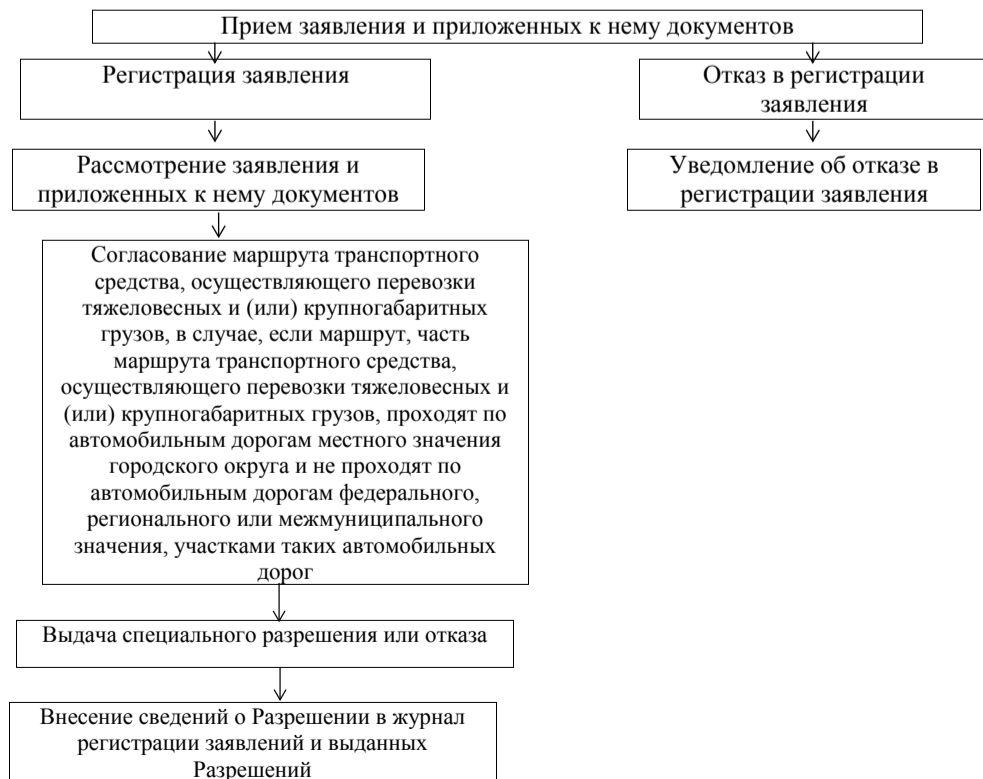 Прием заявления и приложенных к нему документов
Регистрация заявления
Отказ в регистрации
заявления
Рассмотрение заявления и
приложенных к нему документов
Уведомление об отказе в
регистрации заявления
Согласование маршрута транспортного
средства, осуществляющего перевозки
тяжеловесных и (или) крупногабаритных
грузов, в случае, если маршрут, часть
маршрута транспортного средства,
осуществляющего перевозки тяжеловесных и
(или) крупногабаритных грузов, проходят по
автомобильным дорогам местного значения
городского округа и не проходят по
автомобильным дорогам федерального,
регионального или межмуниципального
значения, участками таких автомобильных
дорог
Выдача специального разрешения или отказа
Внесение сведений о Разрешении в журнал
регистрации заявлений и выданных
Разрешений